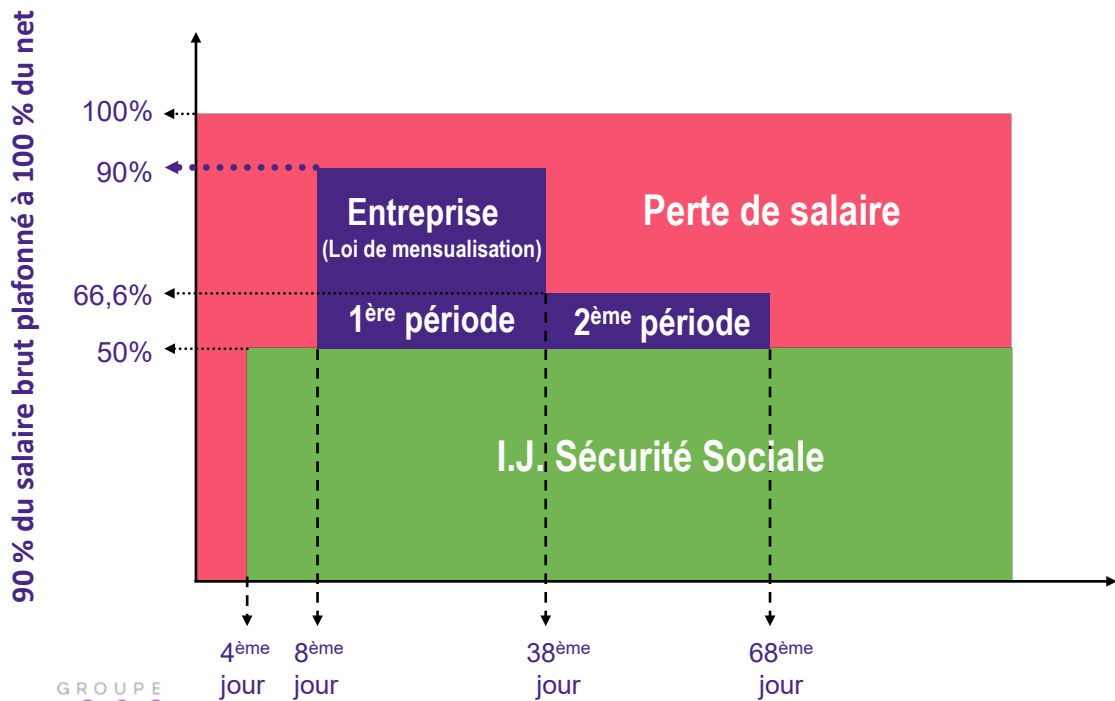 90 % du salaire brut plafonné à 100 % du net
100%
90%
66,6%
50%
Entreprise
(Loi de mensualisation)
1ère période
2ème période
Perte de salaire
I.J. Sécurité Sociale
4ème jour
8ème jour
38ème jour
68ème jour
GROUPE